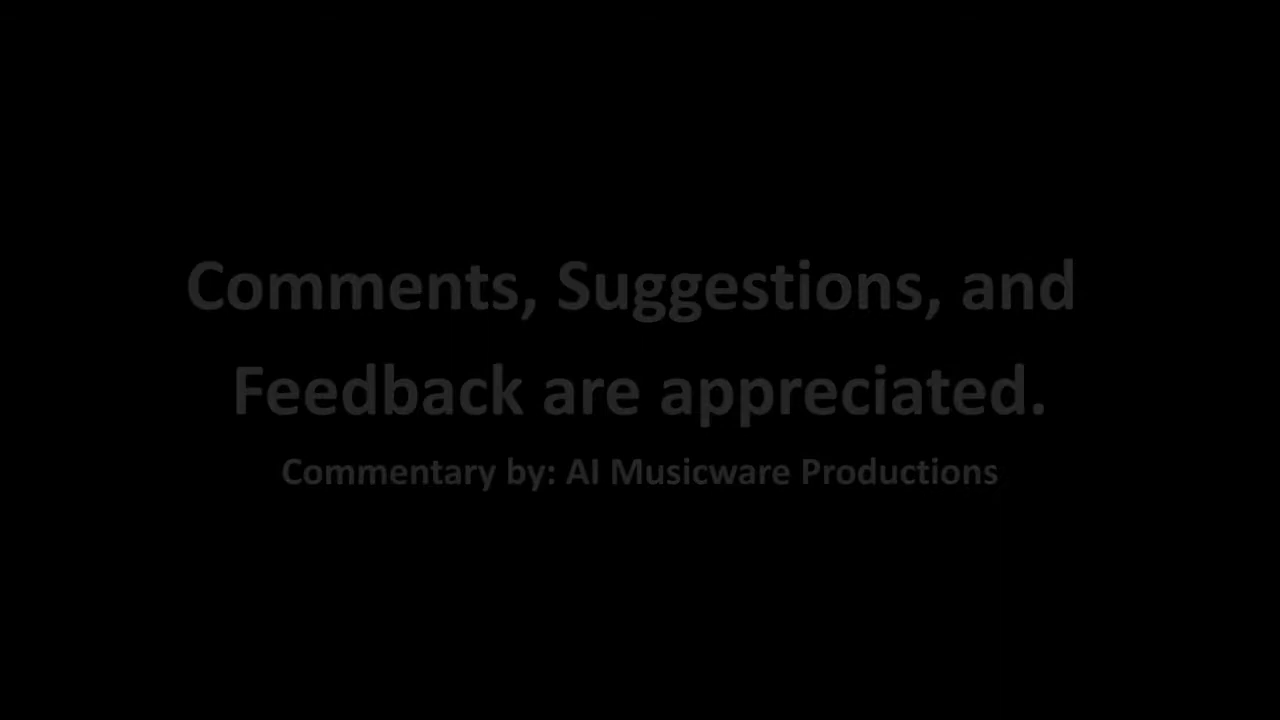 Comments, Suggestions, and
Feedback are appreciated.
Commentary by: AI Musicware Productions